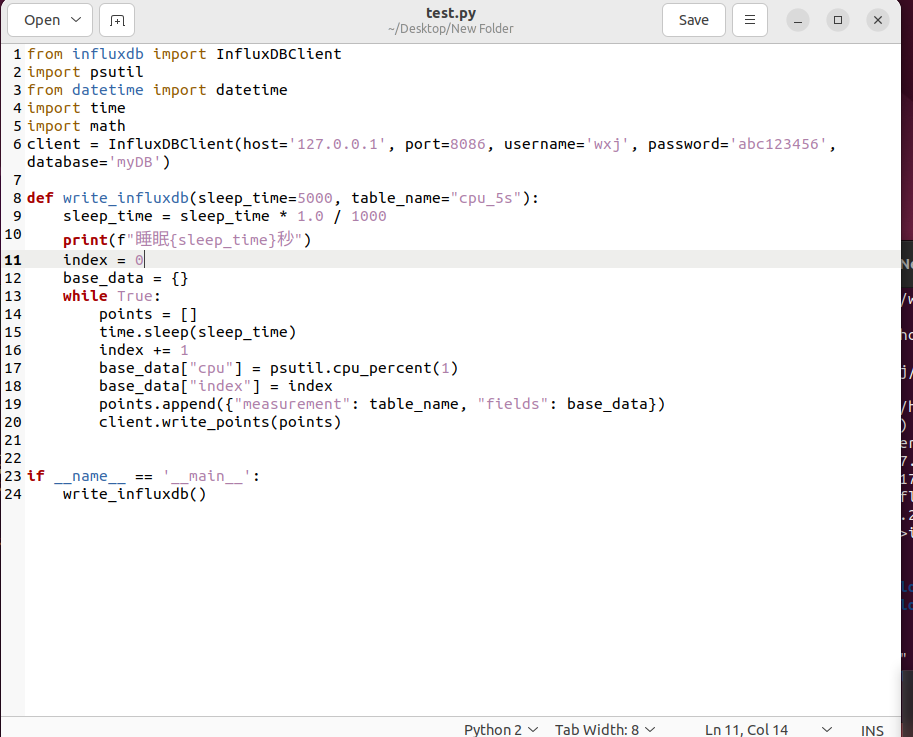 Open
test.py
~/Desktop/New Folder
Save
1 from influxdb import InfluxDBClient
2 import psutil
3 from datetime import datetime
4 import time
5 import math
6 client = InfluxDBClient(host='127.0.0.1', port=8086, username='wxj', password='abc123456',
database='myDB')
7
8 def write_influxdb(sleep_time=5000, table_name="cpu_5s"):
9     sleep_time = sleep_time * 1.0 / 1000
10     print(f"睡眠{sleep_time}秒")
11     index = 0
12     base_data = {}
13     while True:
14         points = []
15         time.sleep(sleep_time)
16         index += 1
17         base_data["cpu"] = psutil.cpu_percent(1)
18         base_data["index"] = index
19         points.append({"measurement": table_name, "fields": base_data})
20         client.write_points(points)
21
22
23 if __name__ == '__main__':
24     write_influxdb()
Python 2 Tab Width: 8 Ln 11, Col 14 INS